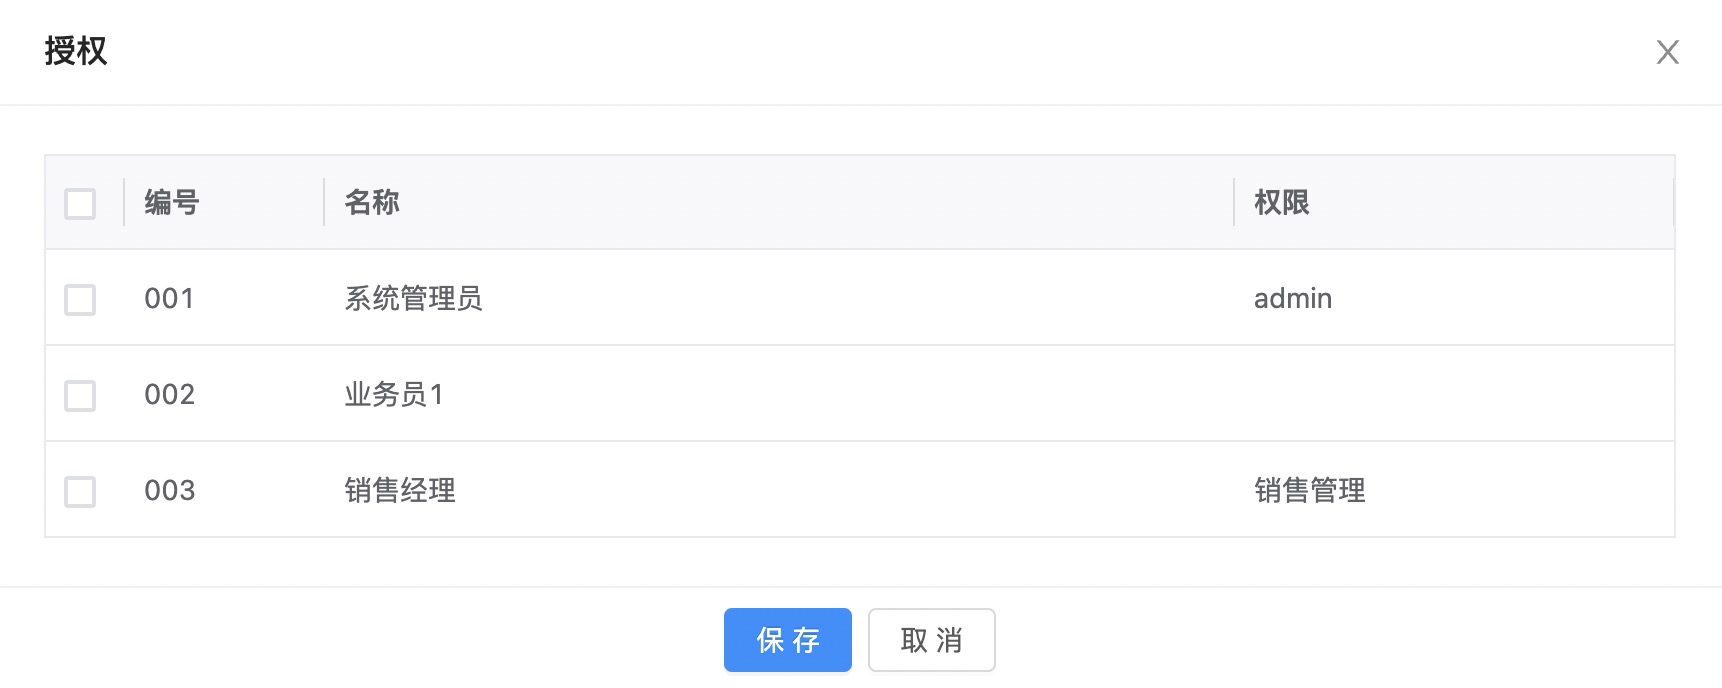 授权
编号 名称 权限
001 系统管理员 admin
002 业务员1
003 销售经理 销售管理
保 存 取 消